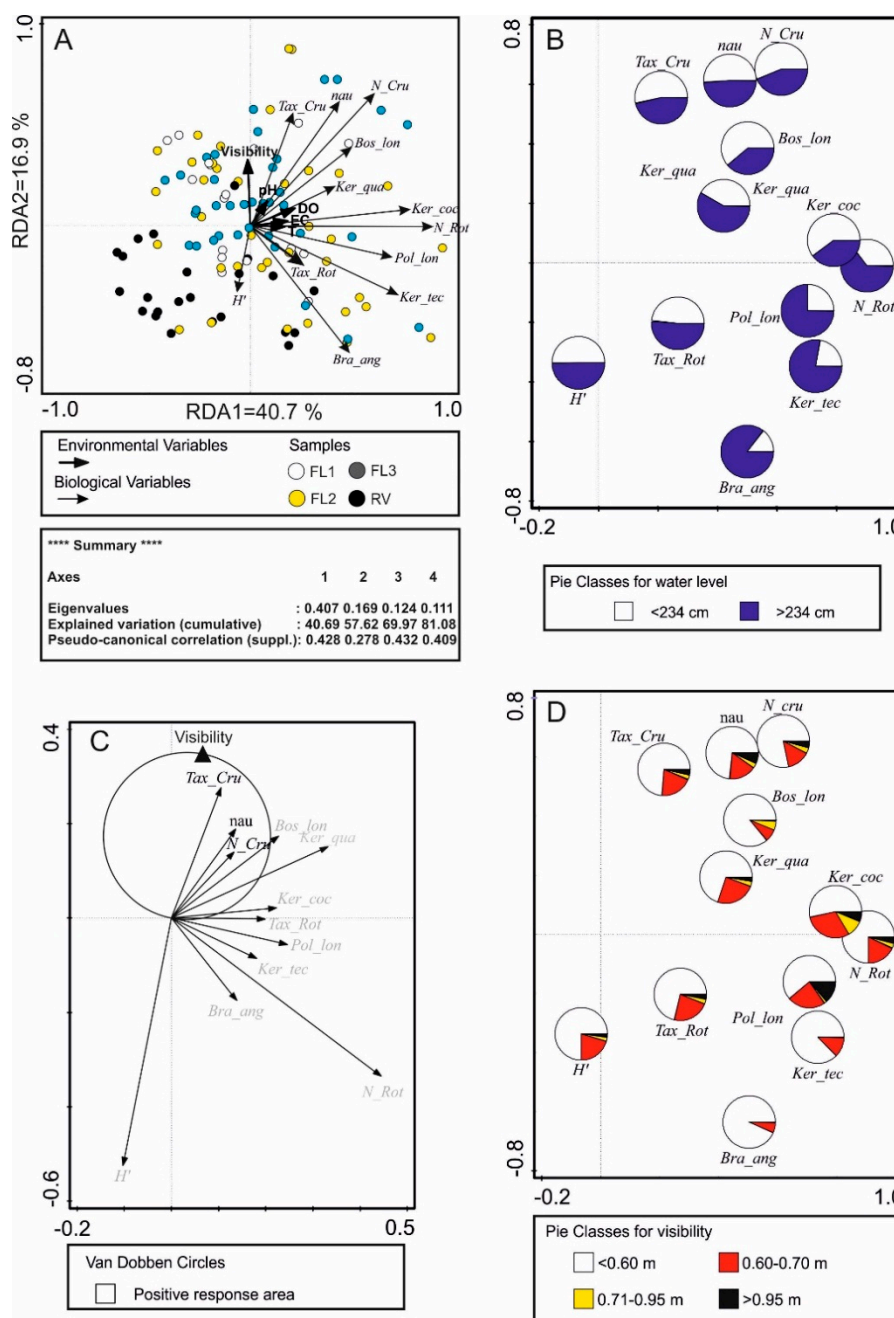 A
1.0
N_Cru
nau
Tax_Cru
Visibility
Bos_lon
pH
Ker_qua
DO
Ker_coc
EC
N_Rot
T
Pol_lon
Tax_Rot
H'
Ker_tec
Bra_ang
RDA2=16.9 %
-0.8
-1.0
RDA1=40.7 %
1.0
Environmental Variables
Biological Variables
Samples
FL1
FL3
FL2
RV
**** Summary ****
Axes 1 2 3 4
Eigenvalues : 0.407 0.169 0.124 0.111
Explained variation (cumulative) : 40.69 57.62 69.97 81.08
Pseudo-canonical correlation (suppl.): 0.428 0.278 0.432 0.409
B
0.8
N_Cru
nau
Tax_Cru
Bos_lon
Ker_qua
Ker_qua
Ker_coc
N_Rot
Pol_lon
Tax_Rot
H'
Ker_tec
Bra_ang
-0.8
-0.2
1.0
Pie Classes for water level
<234 cm
>234 cm
C
0.4
Visibility
Tax_Cru
nau
Bos_lon
N_Cru
Ker_qua
Ker_coc
Tax_Rot
Pol_lon
Ker_tec
Bra_ang
N_Rot
H'
-0.6
-0.2
0.5
Van Dobben Circles
Positive response area
D
0.8
N_cru
nau
Tax_Cru
Bos_lon
Ker_qua
Ker_coc
N_Rot
Pol_lon
Tax_Rot
H'
Ker_tec
Bra_ang
-0.8
-0.2
1.0
Pie Classes for visibility
<0.60 m
0.60-0.70 m
0.71-0.95 m
>0.95 m